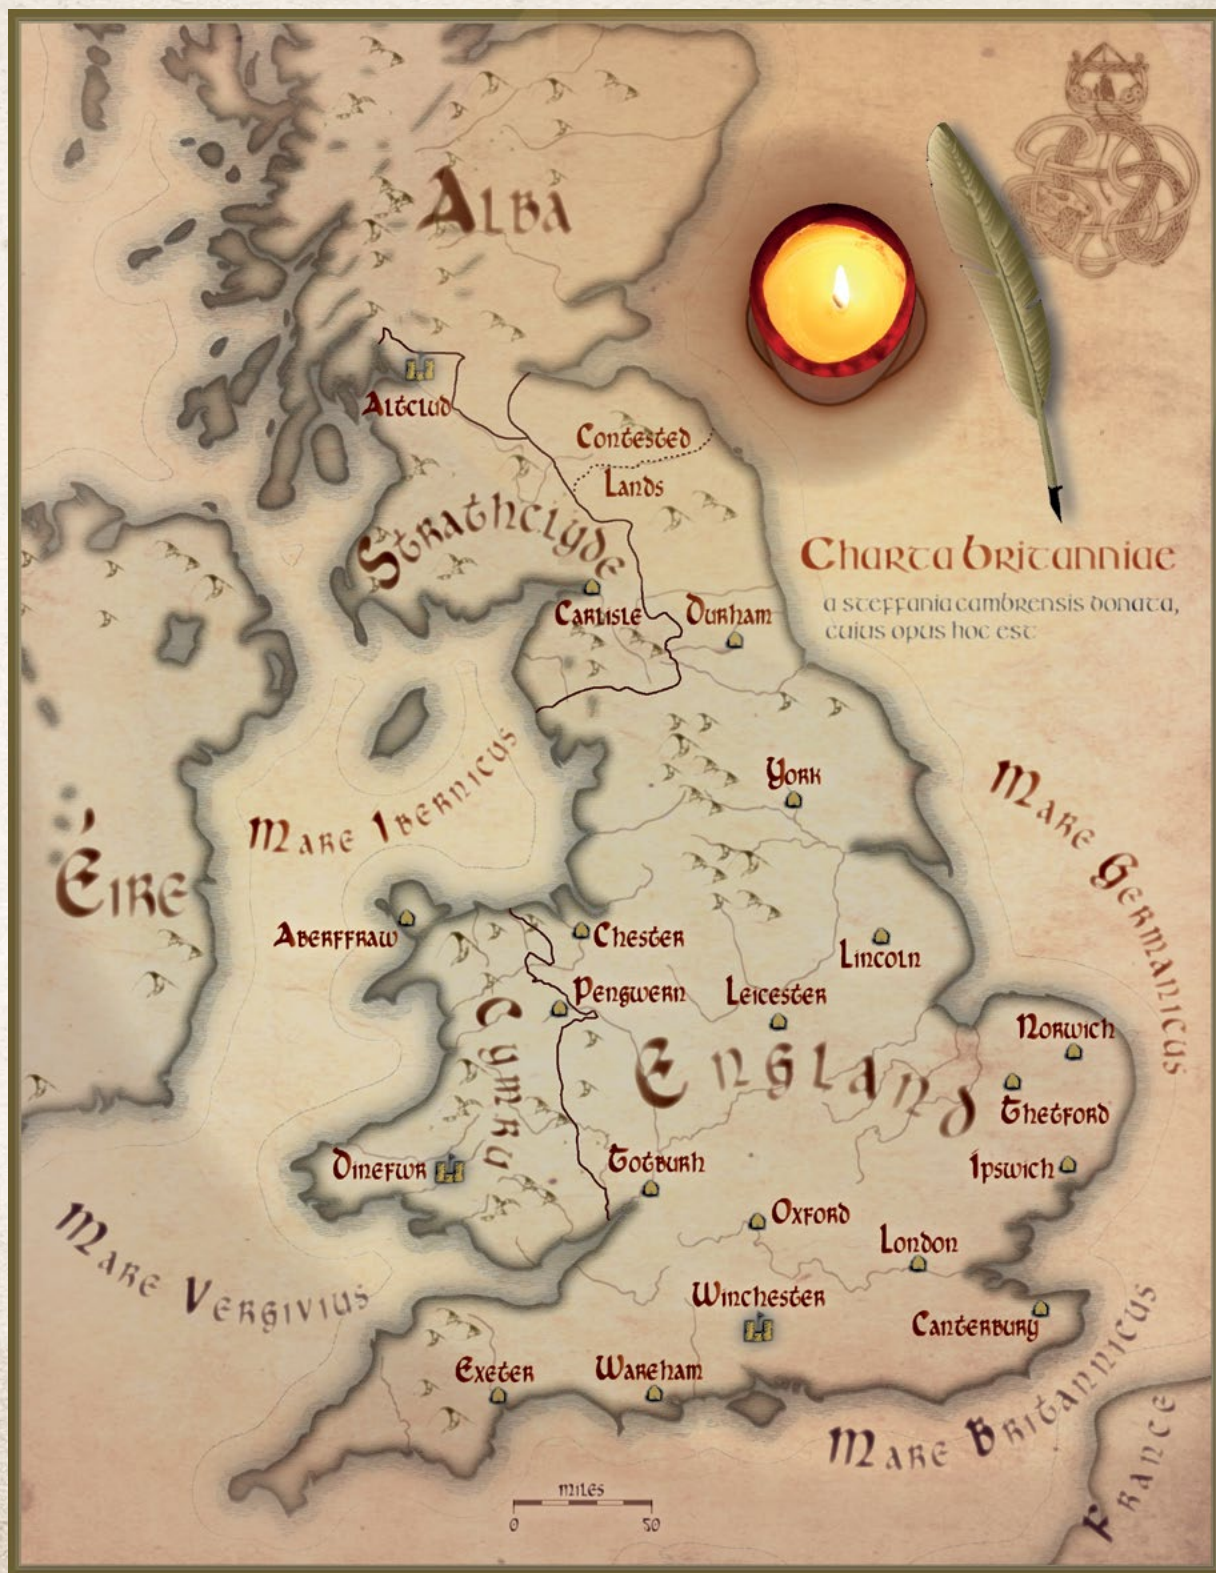 Alba
Altclud
Contested
Lands
Strathclyde
Charta britanniae
a steffania cambrensis donata,
cuius opus hoc est
Carlisle
Durham
Mare Ibernicus
York
Mare Germanicus
Éire
Aberffraw
Chester
Lincoln
Pengwern
Leicester
Norwich
Cymru
England
Thetford
Dinefwr
Totburh
Ipswich
Oxford
London
Mare Vergivius
Winchester
Canterbury
Exeter
Wareham
Mare Britannicus
France
miles
0 50